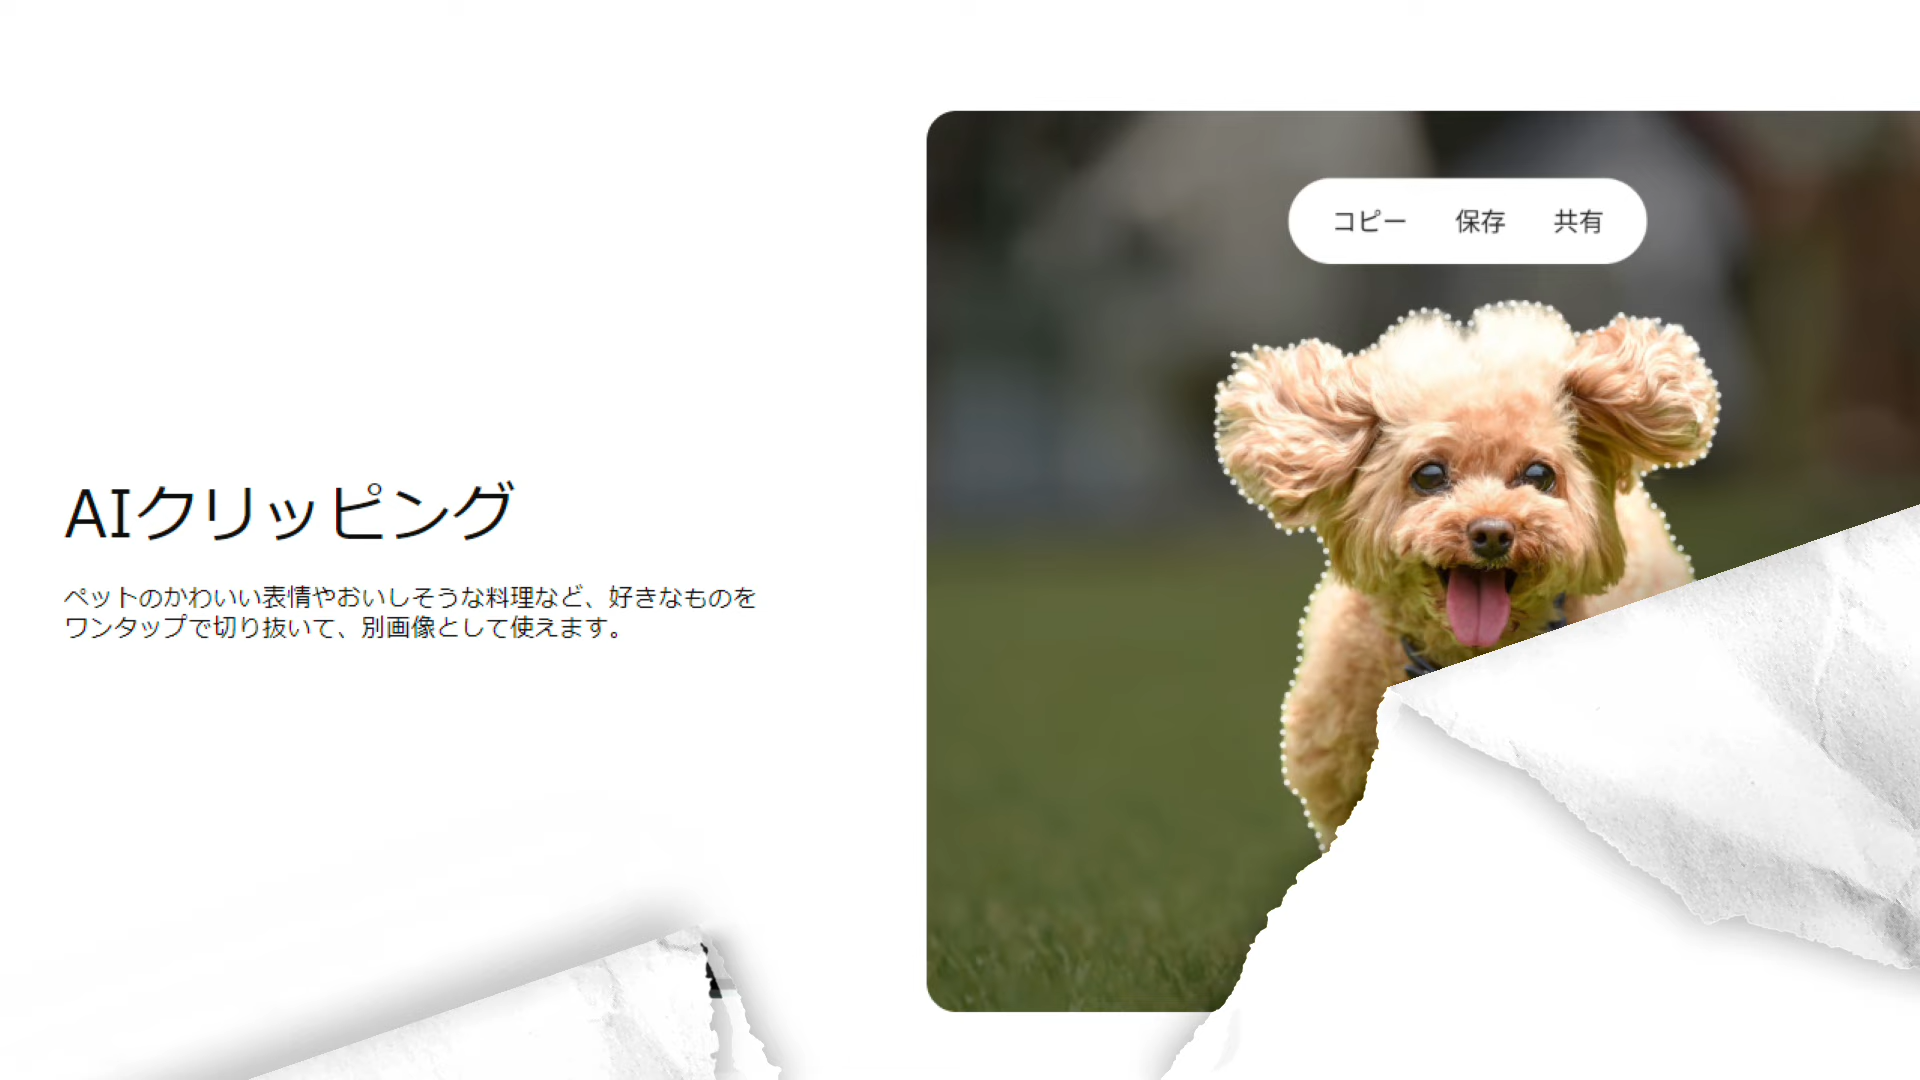 コピー 保存 共有
AIクリッピング
ペットのかわいい表情やおいしそうな料理など、好きなものを
ワンタップで切り抜いて、別画像として使えます。